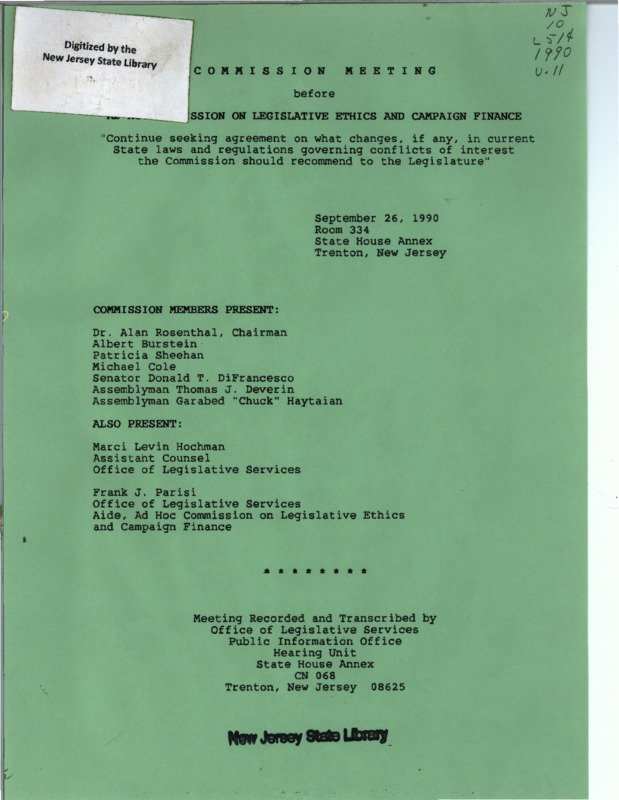 Digitized by the
New Jersey State Library
NJ
10
L514
1990
v.11
COMMISSION MEETING
before
SSION ON LEGISLATIVE ETHICS AND CAMPAIGN FINANCE
"Continue seeking agreement on what changes, if any, in current
State laws and regulations governing conflicts of interest
the Commission should recommend to the Legislature"
September 26, 1990
Room 334
State House Annex
Trenton, New Jersey
COMMISSION MEMBERS PRESENT:
Dr. Alan Rosenthal, Chairman
Albert Burstein
Patricia Sheehan
Michael Cole
Senator Donald T. DiFrancesco
Assemblyman Thomas J. Deverin
Assemblyman Garabed "Chuck" Haytaian
ALSO PRESENT:
Marci Levin Hochman
Assistant Counsel
Office of Legislative Services
Frank J. Parisi
Office of Legislative Services
Aide, Ad Hoc Commission on Legislative Ethics
and Campaign Finance
* * * * * * * *
Meeting Recorded and Transcribed by
Office of Legislative Services
Public Information Office
Hearing Unit
State House Annex
CN 068
Trenton, New Jersey 08625
New Jersey State Library